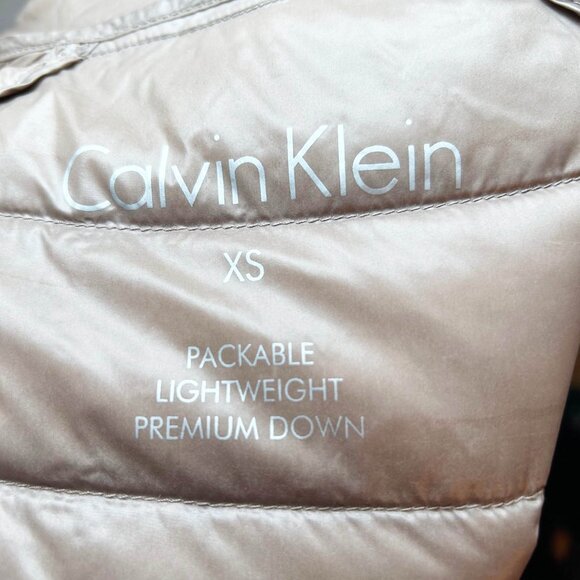 Calvin Klein
XS
PACKABLE
LIGHTWEIGHT
PREMIUM DOWN